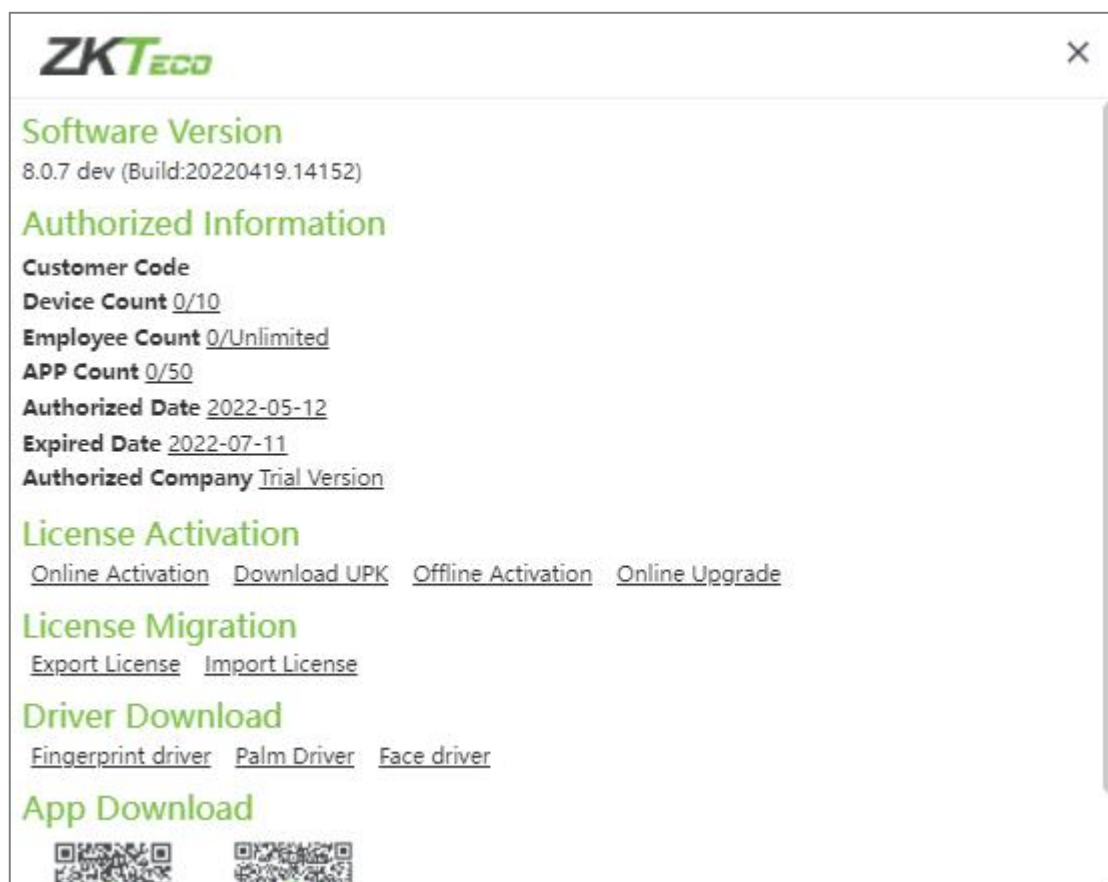 ZKTeco
Software Version
8.0.7 dev (Build:20220419.14152)
Authorized Information
Customer Code
Device Count 0/10
Employee Count 0/Unlimited
APP Count 0/50
Authorized Date 2022-05-12
Expired Date 2022-07-11
Authorized Company Trial Version
License Activation
Online Activation Download UPK Offline Activation Online Upgrade
License Migration
Export License Import License
Driver Download
Fingerprint driver Palm Driver Face driver
App Download